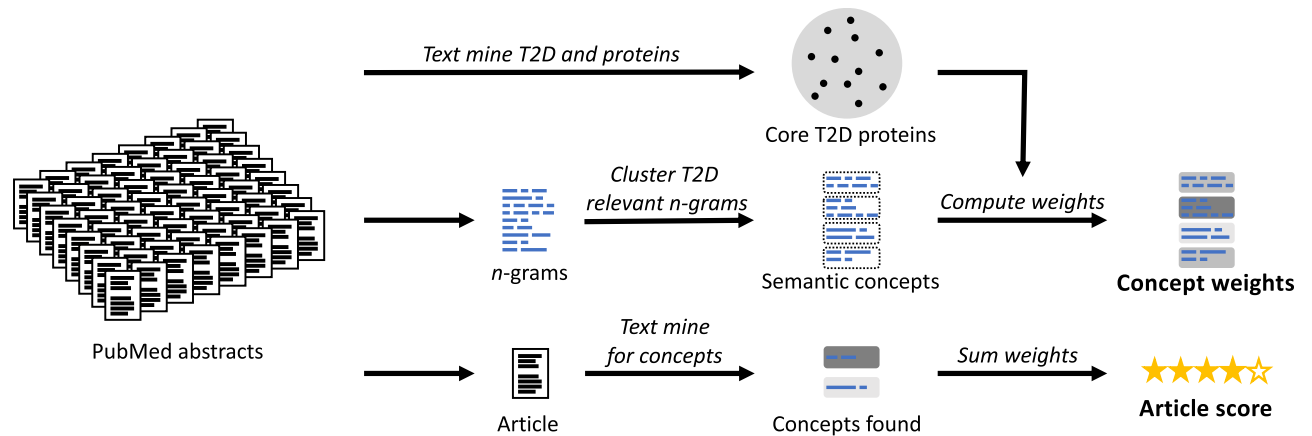 Text mine T2D and proteins
Core T2D proteins
Cluster T2D
relevant n-grams
Compute weights
n-grams
Semantic concepts
Concept weights
PubMed abstracts
Text mine
for concepts
Sum weights
Article
Concepts found
Article score